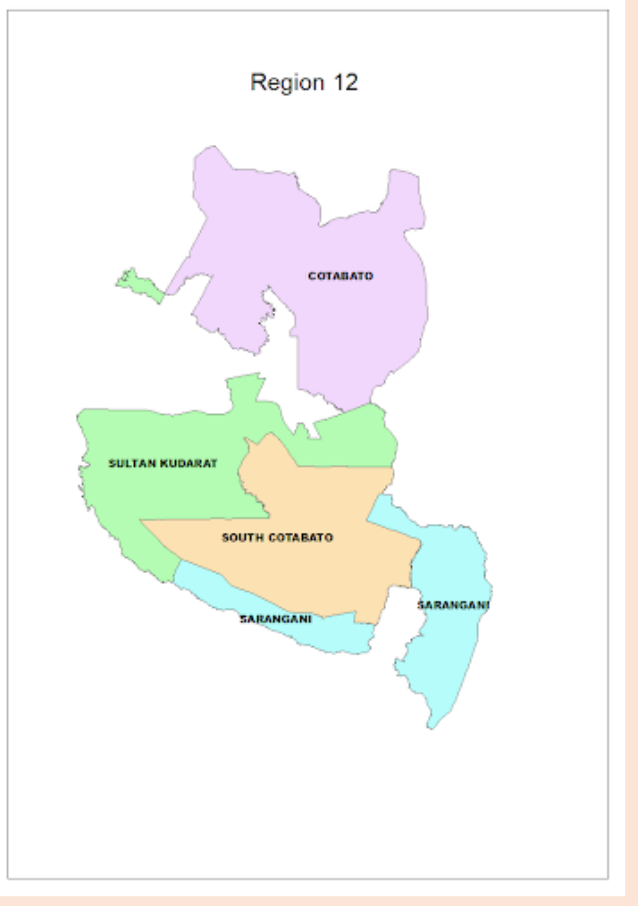 Region 12
COTABATO
SULTAN KUDARAT
SOUTH COTABATO
SARANGANI
SARANGANI